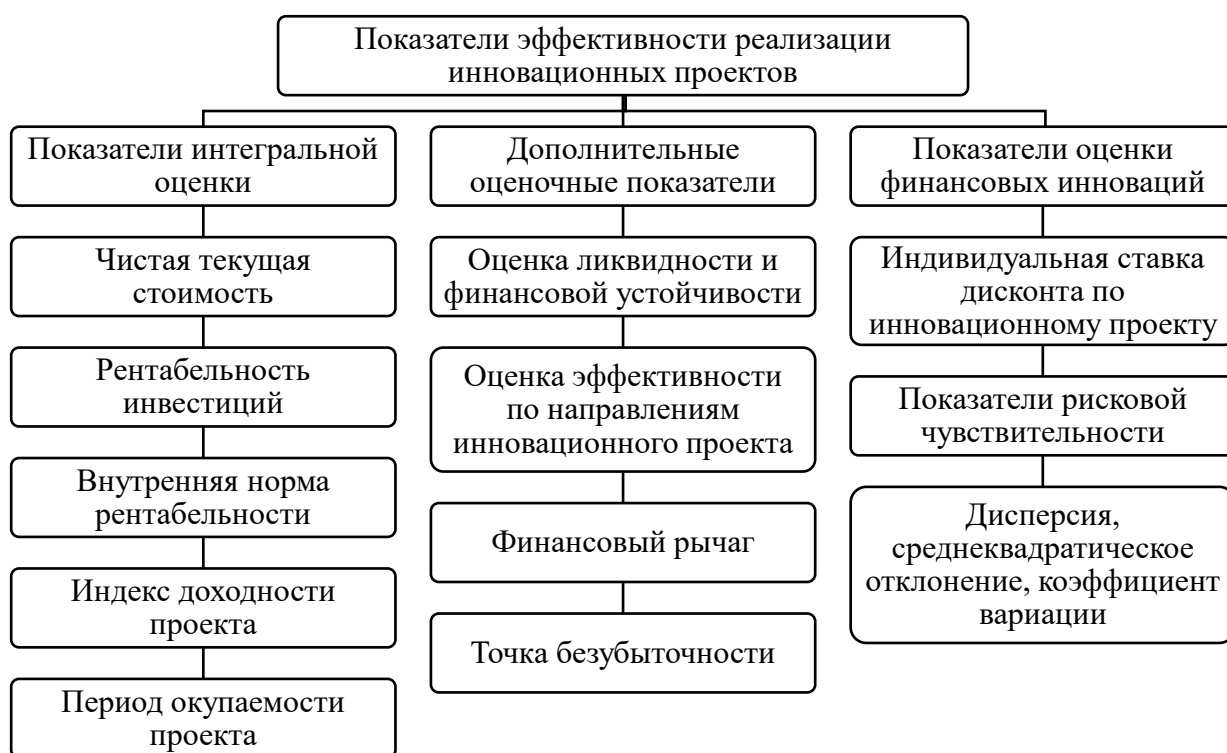 Показатели эффективности реализации
инновационных проектов
Показатели интегральной
оценки
Чистая текущая
стоимость
Рентабельность
инвестиций
Внутренняя норма
рентабельности
Индекс доходности
проекта
Период окупаемости
проекта
Дополнительные
оценочные показатели
Оценка ликвидности и
финансовой устойчивости
Оценка эффективности
по направлениям
инновационного проекта
Финансовый рычаг
Точка безубыточности
Показатели оценки
финансовых инноваций
Индивидуальная ставка
дисконта по
инновационному проекту
Показатели рисковой
чувствительности
Дисперсия,
среднеквадратическое
отклонение, коэффициент
вариации